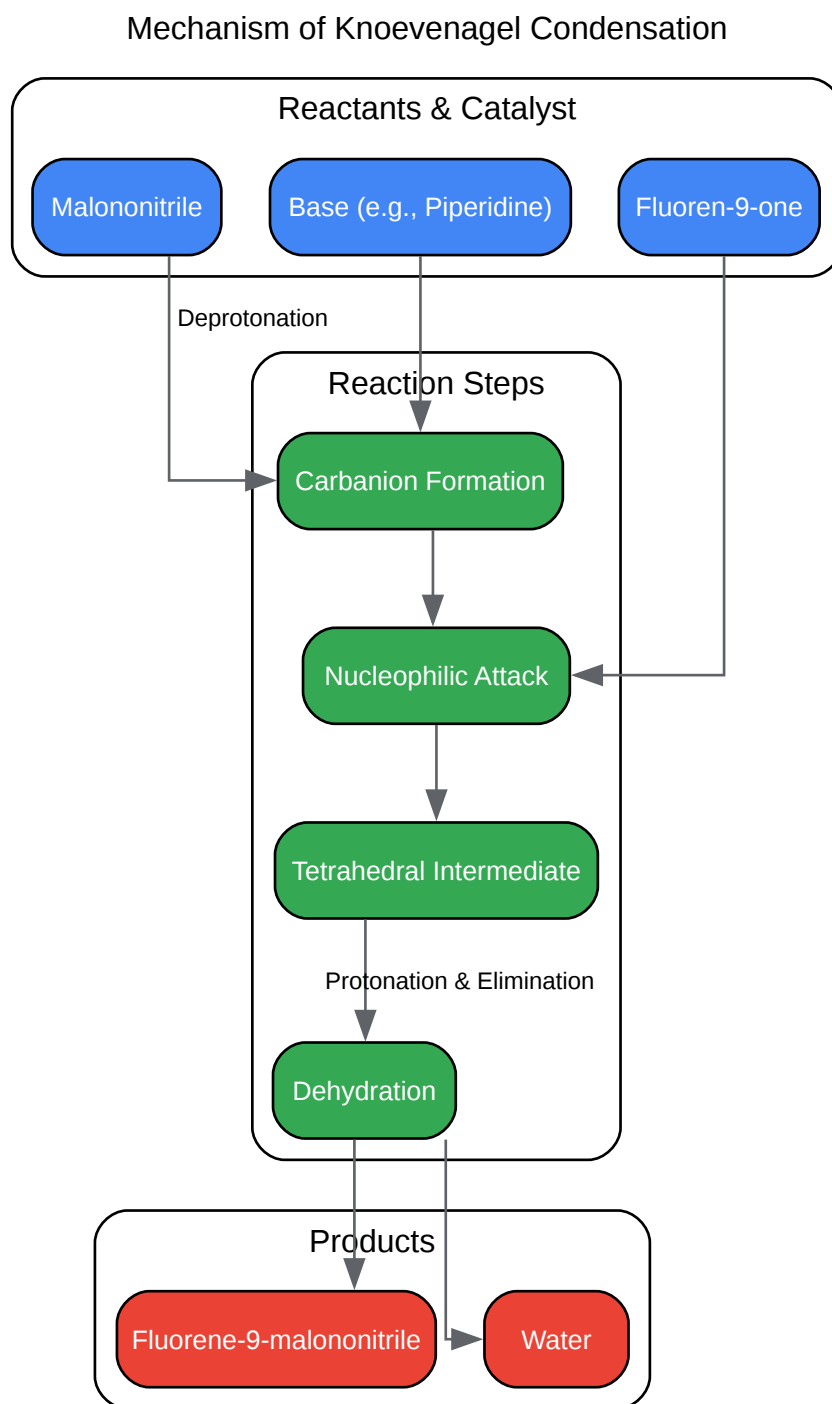 Mechanism of Knoevenagel Condensation
Reactants & Catalyst
Malononitrile
Base (e.g., Piperidine)
Fluoren-9-one
Deprotonation
Reaction Steps
Carbanion Formation
Nucleophilic Attack
Tetrahedral Intermediate
Protonation & Elimination
Dehydration
Products
Fluorene-9-malononitrile
Water